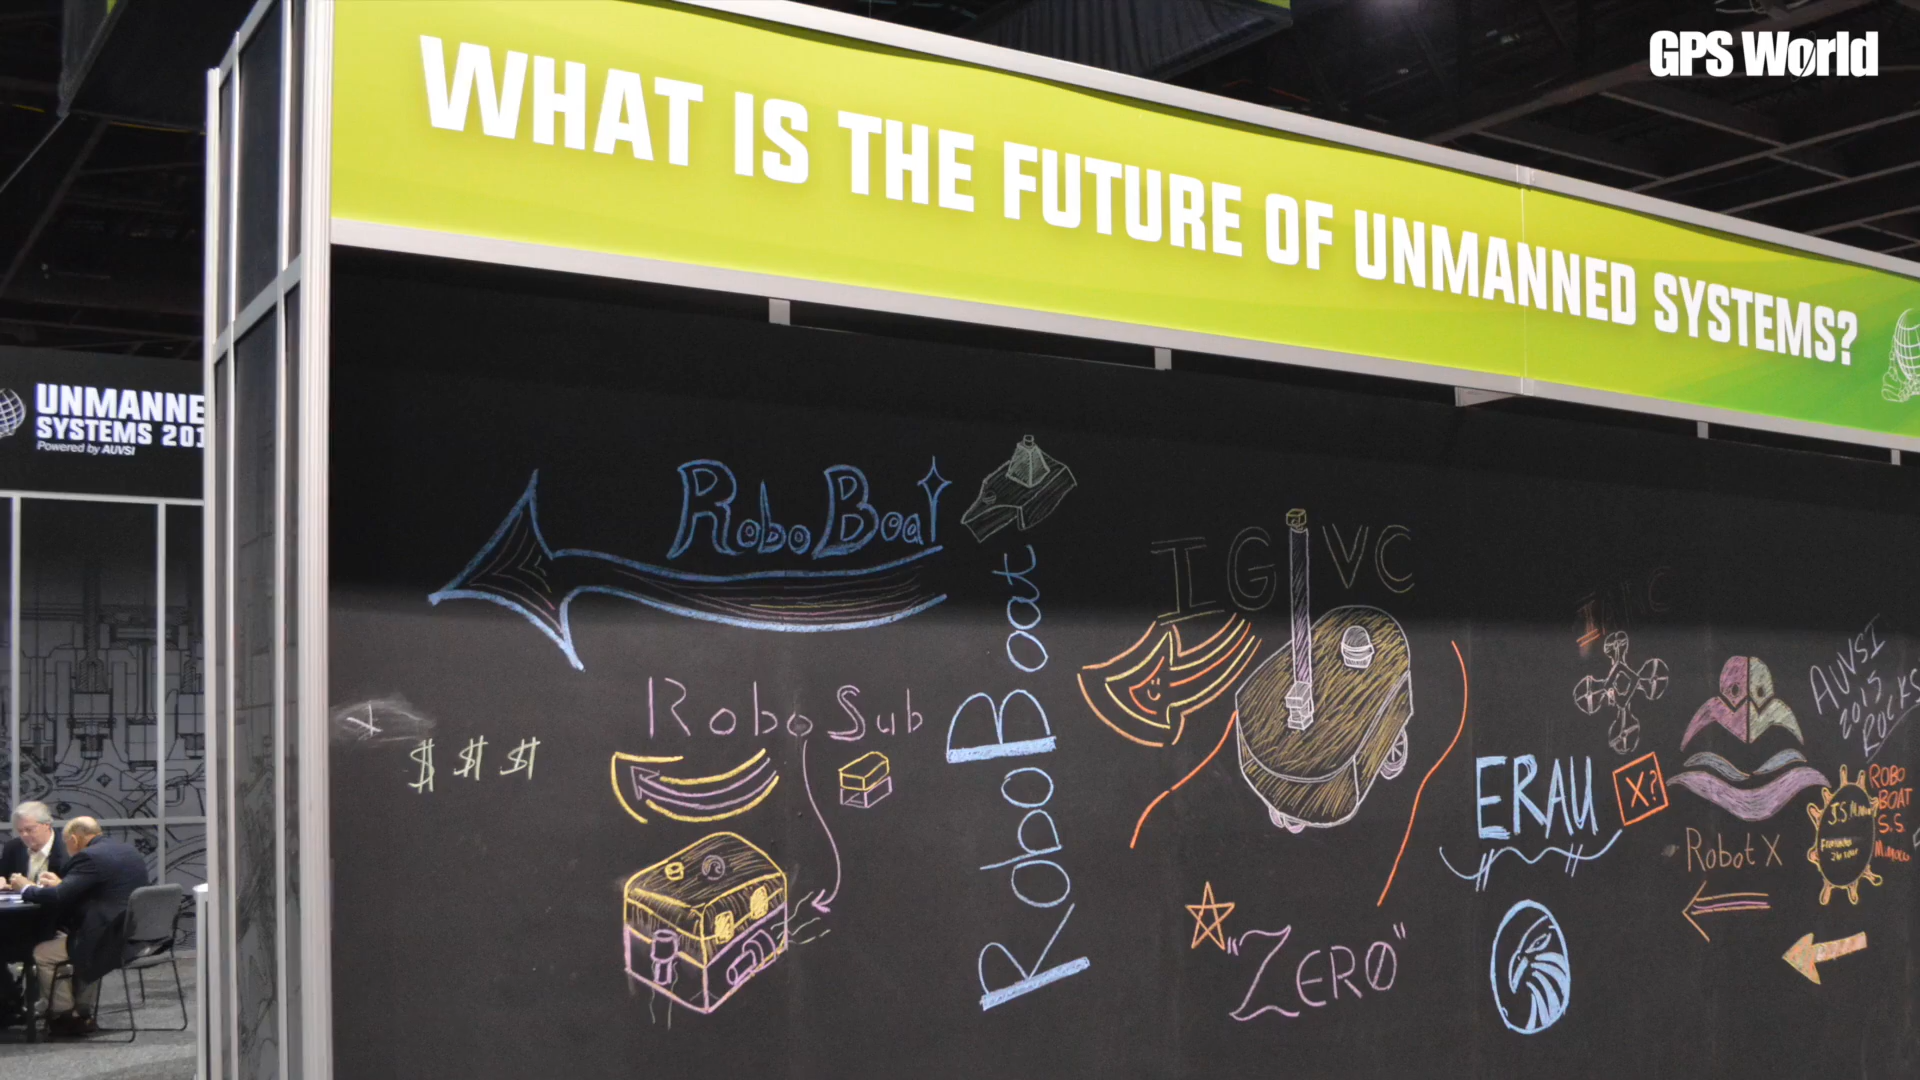 GPS World
WHAT IS THE FUTURE OF UNMANNED SYSTEMS?
UNMANNE
SYSTEMS 201
Powered by AUVSI
RoboBoat
RoboBoat
IGVC
RoboSub
$ $ $
ERAU
X?
AUVSI
2015
ROCKS
ROBO
BOAT
S.S.
RobotX
"ZERO"